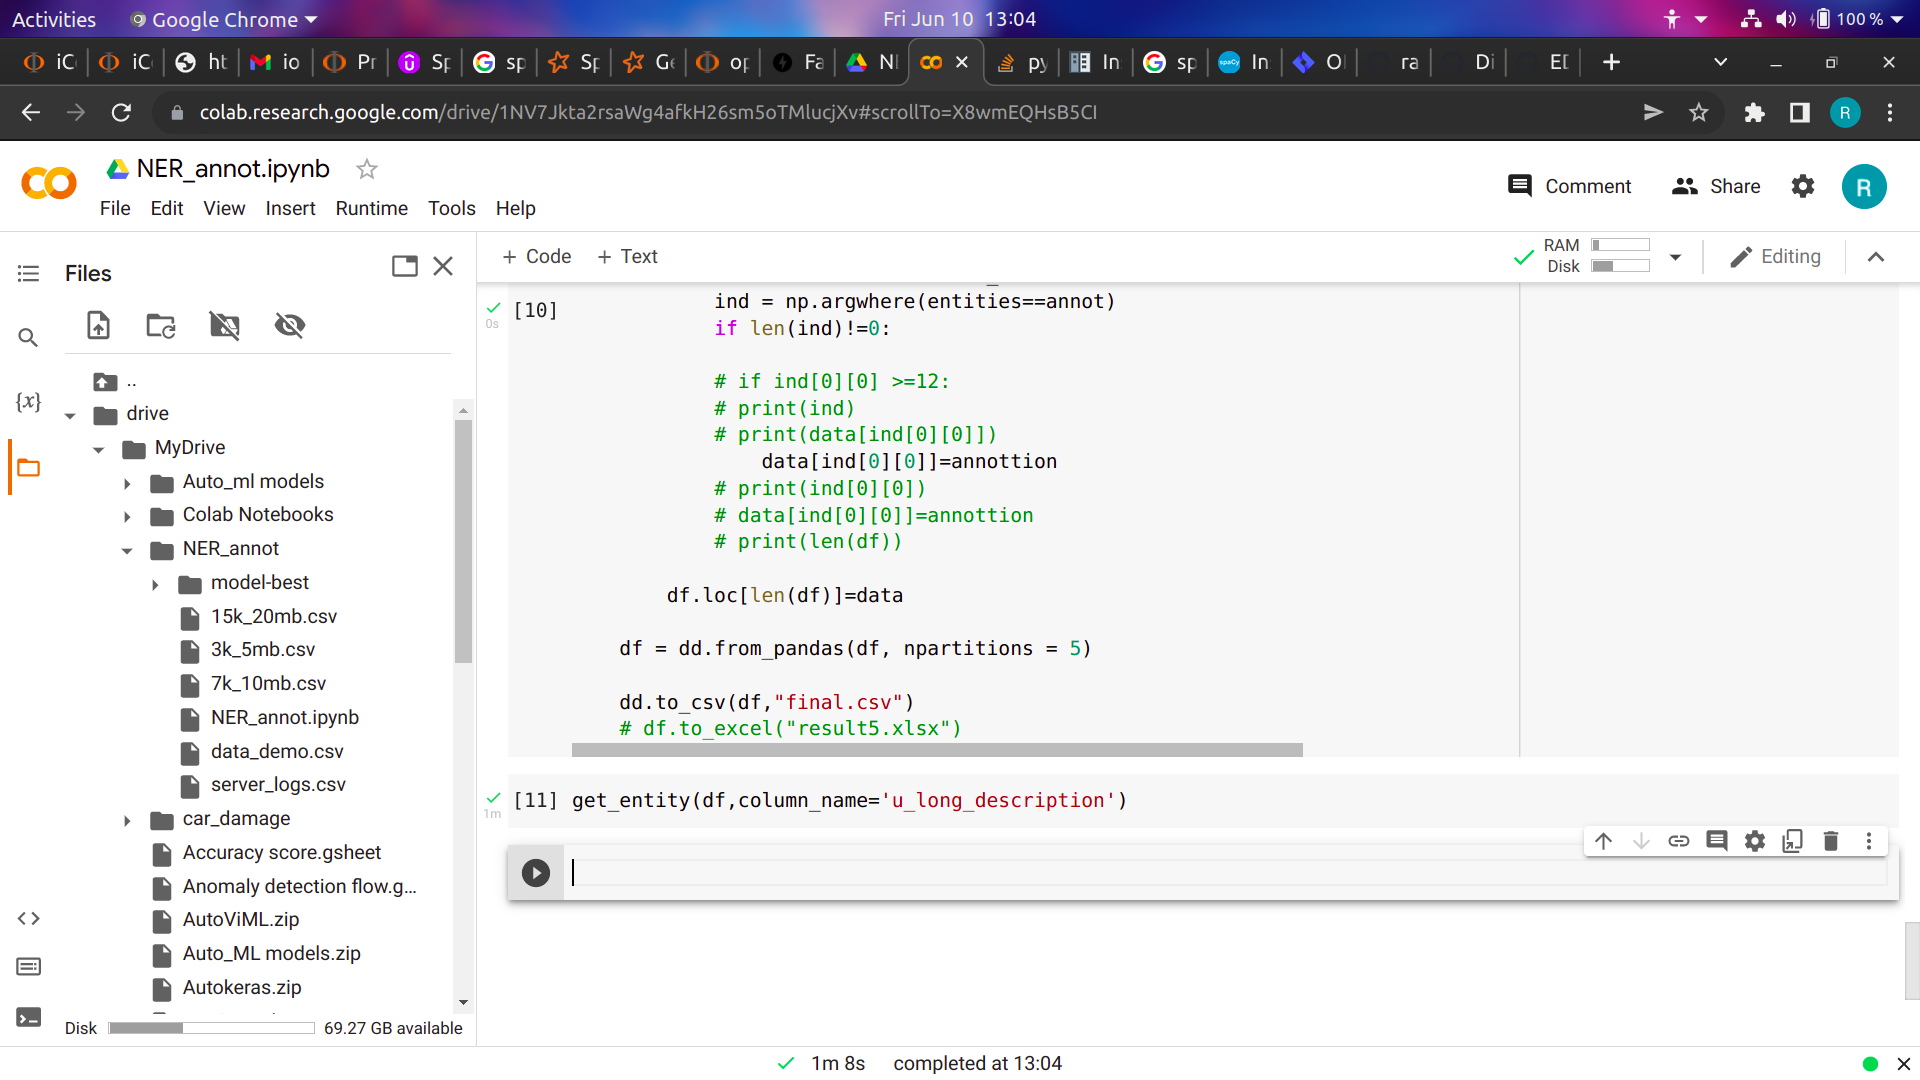 Activities
Google Chrome
Fri Jun 10 13:04
100 %
iC
iC
ht
io
Pr
Sp
sp
Sp
Ge
op
Fa
NE
py
In
sp
In
OI
ra
Di
ED
colab.research.google.com/drive/1NV7Jkta2rsaWg4afkH26sm5oTMlucjXv#scrollTo=X8wmEQHsB5CI
R
NER_annot.ipynb
Comment
Share
R
File Edit View Insert Runtime Tools Help
Files
+ Code + Text
RAM
Disk
Editing
..
drive
MyDrive
Auto_ml models
Colab Notebooks
NER_annot
model-best
15k_20mb.csv
3k_5mb.csv
7k_10mb.csv
NER_annot.ipynb
data_demo.csv
server_logs.csv
car_damage
Accuracy score.gsheet
Anomaly detection flow.g...
AutoViML.zip
Auto_ML models.zip
Autokeras.zip
Disk
69.27 GB available
[10]
0s
ind = np.argwhere(entities==annot)
if len(ind)!=0:
# if ind[0][0] >=12:
# print(ind)
# print(data[ind[0][0]])
data[ind[0][0]]=annottion
# print(ind[0][0])
# data[ind[0][0]]=annottion
# print(len(df))
df.loc[len(df)]=data
df = dd.from_pandas(df, npartitions = 5)
dd.to_csv(df,"final.csv")
# df.to_excel("result5.xlsx")
[11] get_entity(df,column_name='u_long_description')
1m
1m 8s completed at 13:04